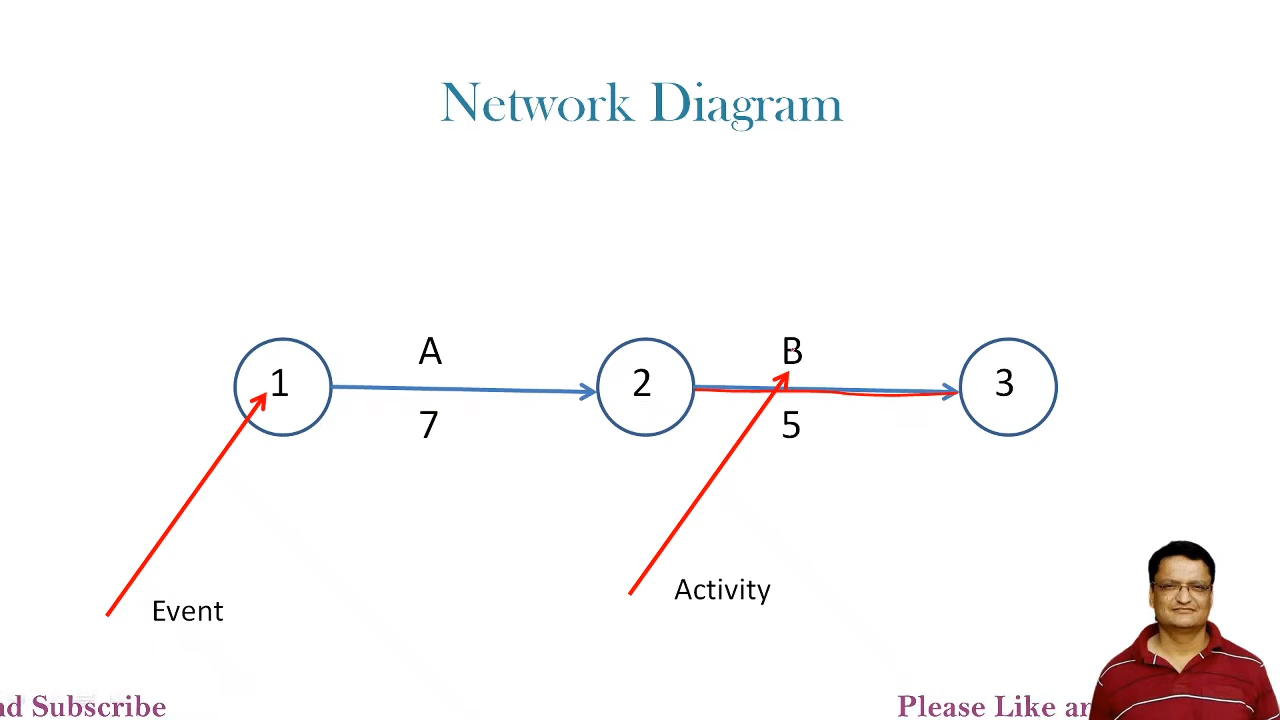 Network Diagram
A
B
1
2
3
7
5
Activity
Event
nd Subscribe
Please Like ar